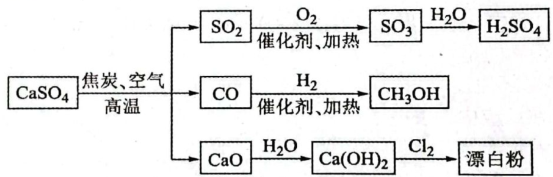 SO₂ O₂ 催化剂、加热 SO₃ H₂O H₂SO₄
CaSO₄ 焦炭、空气 高温 CO H₂ 催化剂、加热 CH₃OH
CaO H₂O Ca(OH)₂ Cl₂ 漂白粉